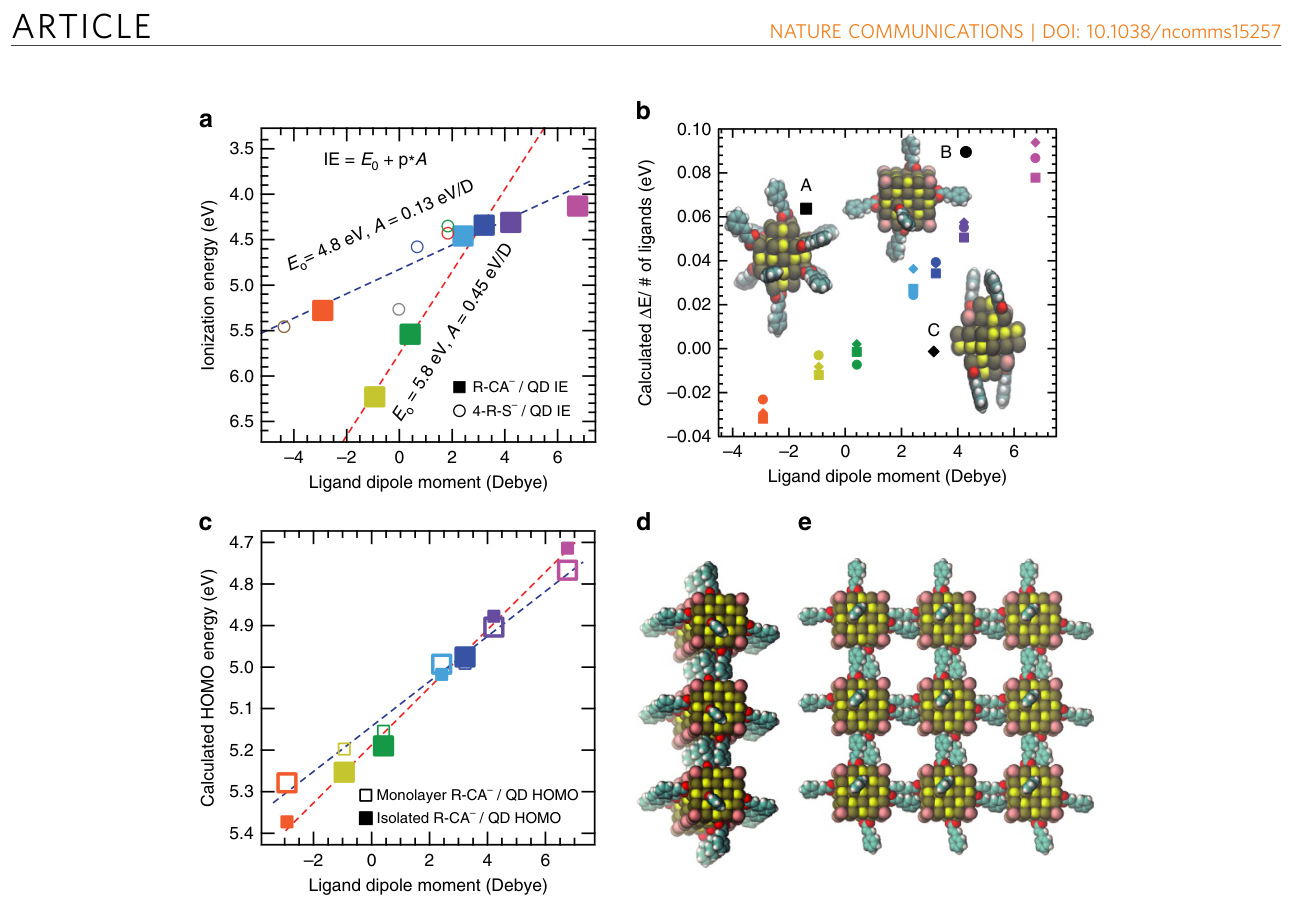 ARTICLE
NATURE COMMUNICATIONS | DOI: 10.1038/ncomms15257
a
IE = E0 + p*A
E0= 4.8 eV, A = 0.13 eV/D
E0 = 5.8 eV, A = 0.45 eV/D
R-CA– / QD IE
4-R-S– / QD IE
3.5
4.0
4.5
5.0
5.5
6.0
6.5
Ionization energy (eV)
–4 –2 0 2 4 6
Ligand dipole moment (Debye)
b
A
B
C
0.10
0.08
0.06
0.04
0.02
0.00
–0.02
–0.04
Calculated ΔE/ # of ligands (eV)
–4 –2 0 2 4 6
Ligand dipole moment (Debye)
c
4.7
4.8
4.9
5.0
5.1
5.2
5.3
5.4
Calculated HOMO energy (eV)
Monolayer R-CA– / QD HOMO
Isolated R-CA– / QD HOMO
–2 0 2 4 6
Ligand dipole moment (Debye)
d
e